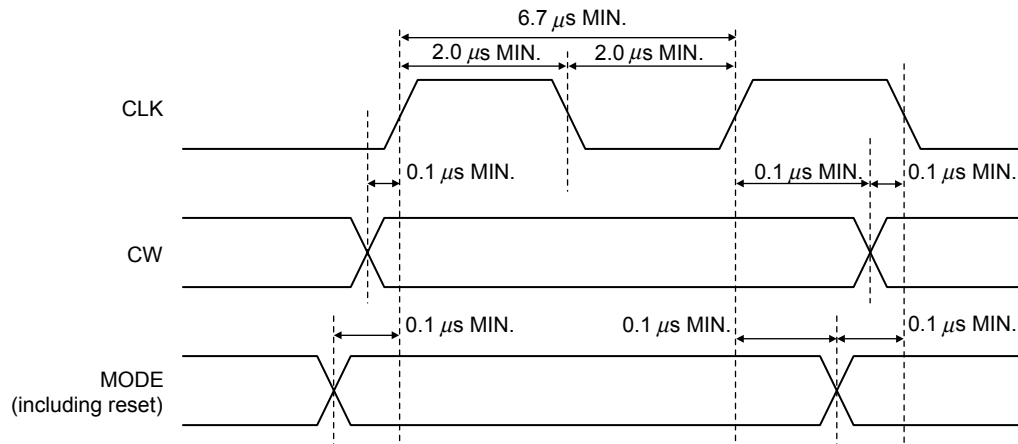 6.7 μs MIN.
2.0 μs MIN. 2.0 μs MIN.
CLK
0.1 μs MIN. 0.1 μs MIN. 0.1 μs MIN.
CW
0.1 μs MIN. 0.1 μs MIN. 0.1 μs MIN.
MODE
(including reset)